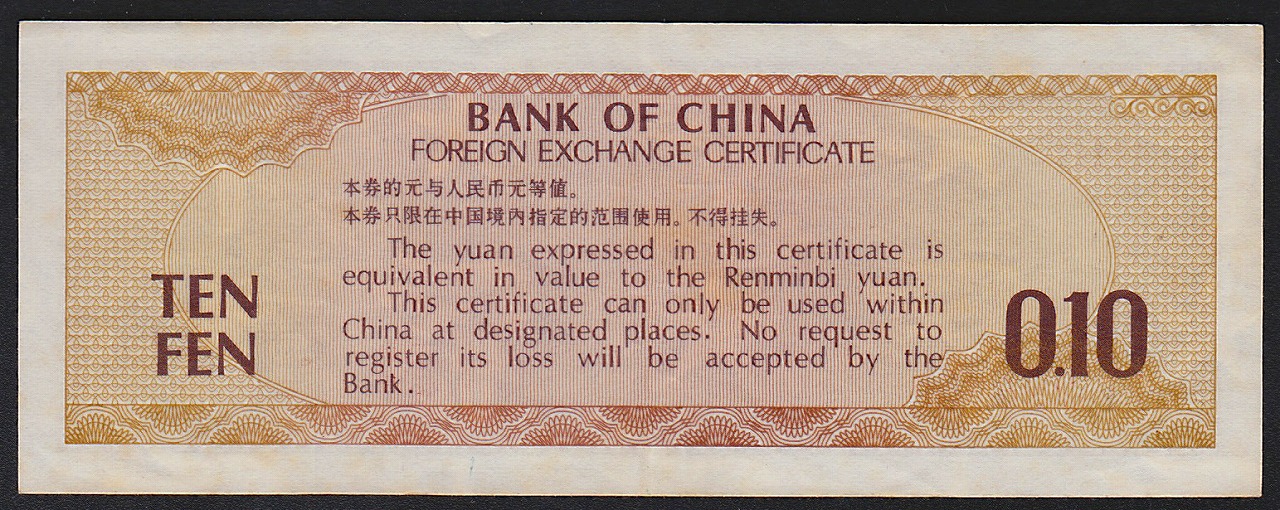 BANK OF CHINA
FOREIGN EXCHANGE CERTIFICATE
本券的元与人民币元等值。
本券只限在中国境内指定的范围使用。不得挂失。
The yuan expressed in this certificate is
equivalent in value to the Renminbi yuan.
This certificate can only be used within
China at designated places. No request to
register its loss will be accepted by the
Bank.
TEN
FEN
0.10